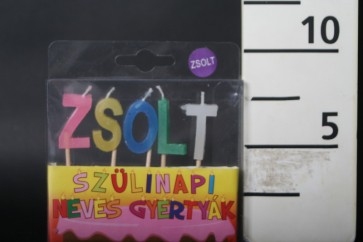 ZSOLT
ZSOLT
SZÜLINAPI
NEVES GYERTYÁK
10
5